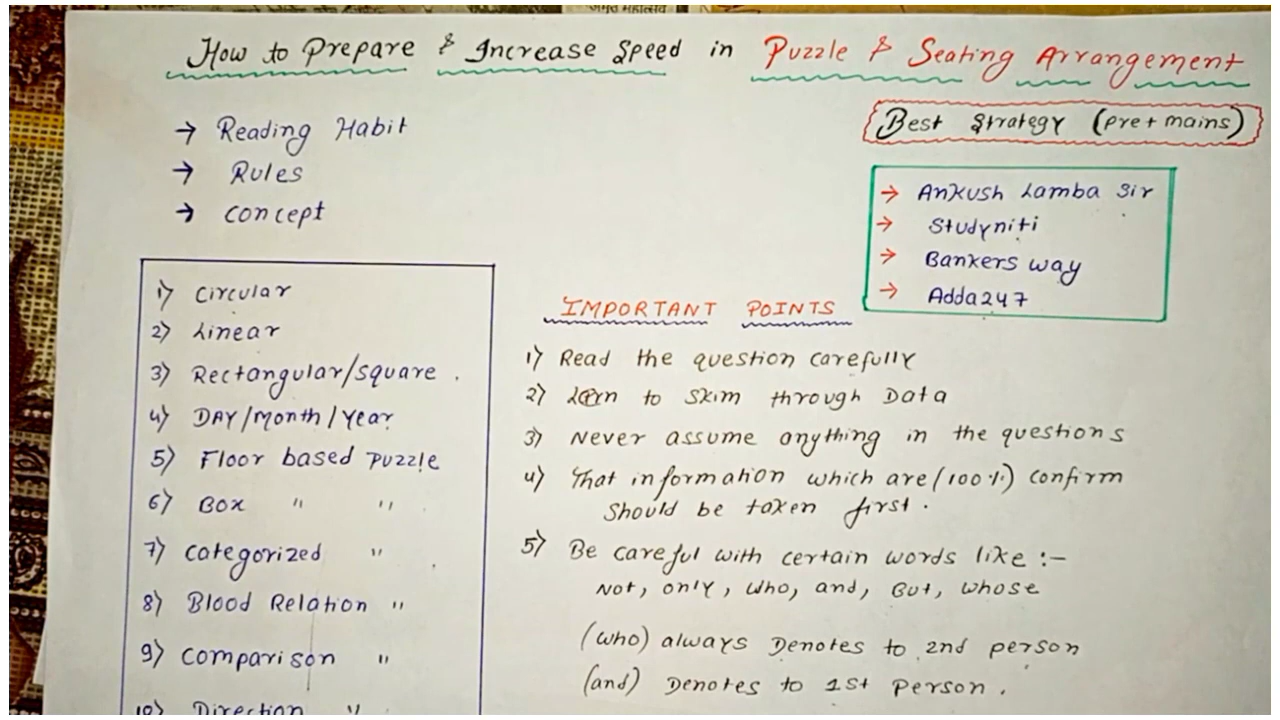 अमृत महोत्सव
How to Prepare & Increase Speed in Puzzle & Seating Arrangement
→ Reading Habit
→ Rules
→ concept
Best Strategy (pre + mains)
→ Ankush Lamba Sir
→ Studyniti
→ Bankers way
→ Adda247
1) Circular
2) Linear
3) Rectangular/square .
4) DAY/month/Year
5) Floor based puzzle
6) Box " "
7) categorized "
8) Blood Relation "
9) comparison "
10) Direction "
IMPORTANT POINTS
1) Read the question carefully
2) Learn to skim through Data
3) Never assume anything in the questions
4) That information which are (100%) confirm
should be taken first.
5) Be careful with certain words like :-
Not, only, who, and, But, whose
(who) always Denotes to 2nd person
(and) Denotes to 1st person.